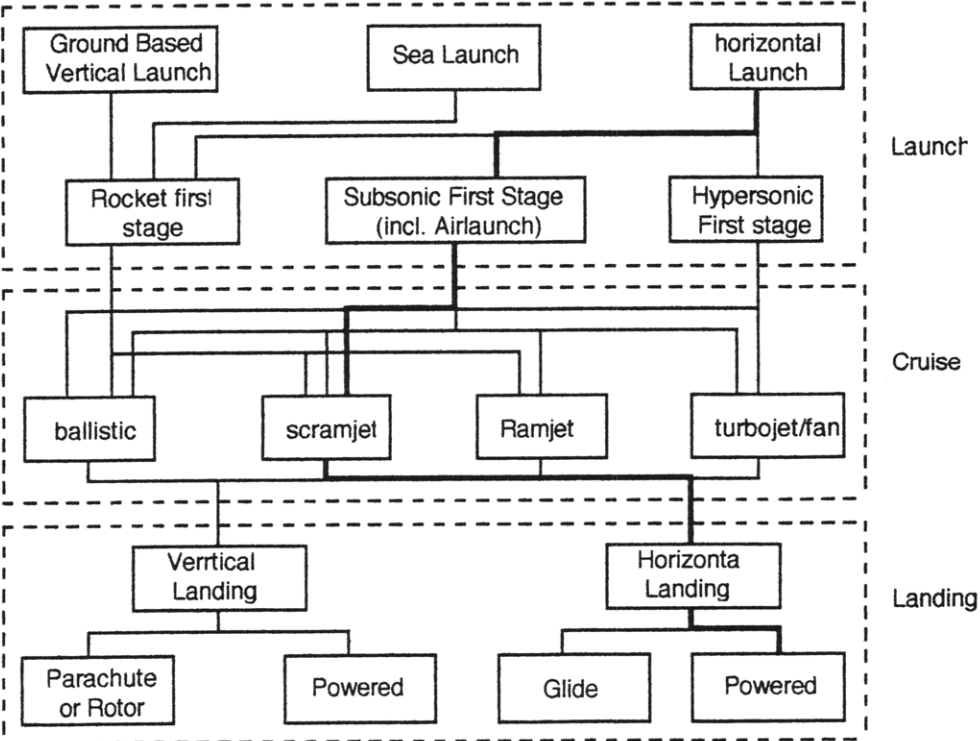 Ground Based
Vertical Launch
Sea Launch
horizontal
Launch
Launch
Rocket first
stage
Subsonic First Stage
(incl. Airlaunch)
Hypersonic
First stage
Cruise
ballistic
scramjet
Ramjet
turbojet/fan
Verrtical
Landing
Horizonta
Landing
Landing
Parachute
or Rotor
Powered
Glide
Powered